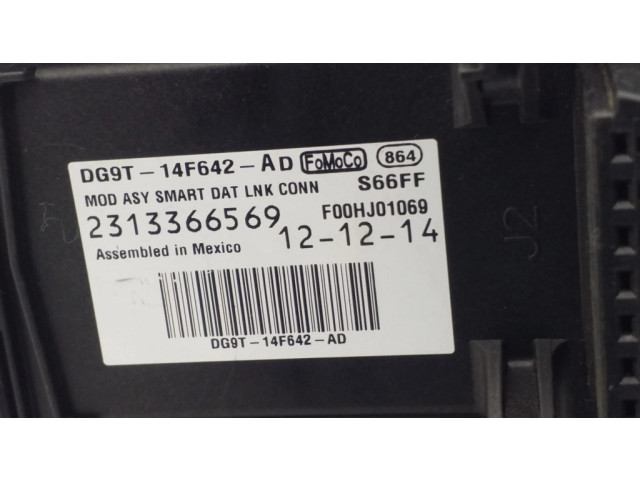 DG9T-14F642-AD FoMoCo 864
MOD ASY SMART DAT LNK CONN S66FF
2313366569 F00HJ01069
Assembled in Mexico 12-12-14
DG9T-14F642-AD
J2